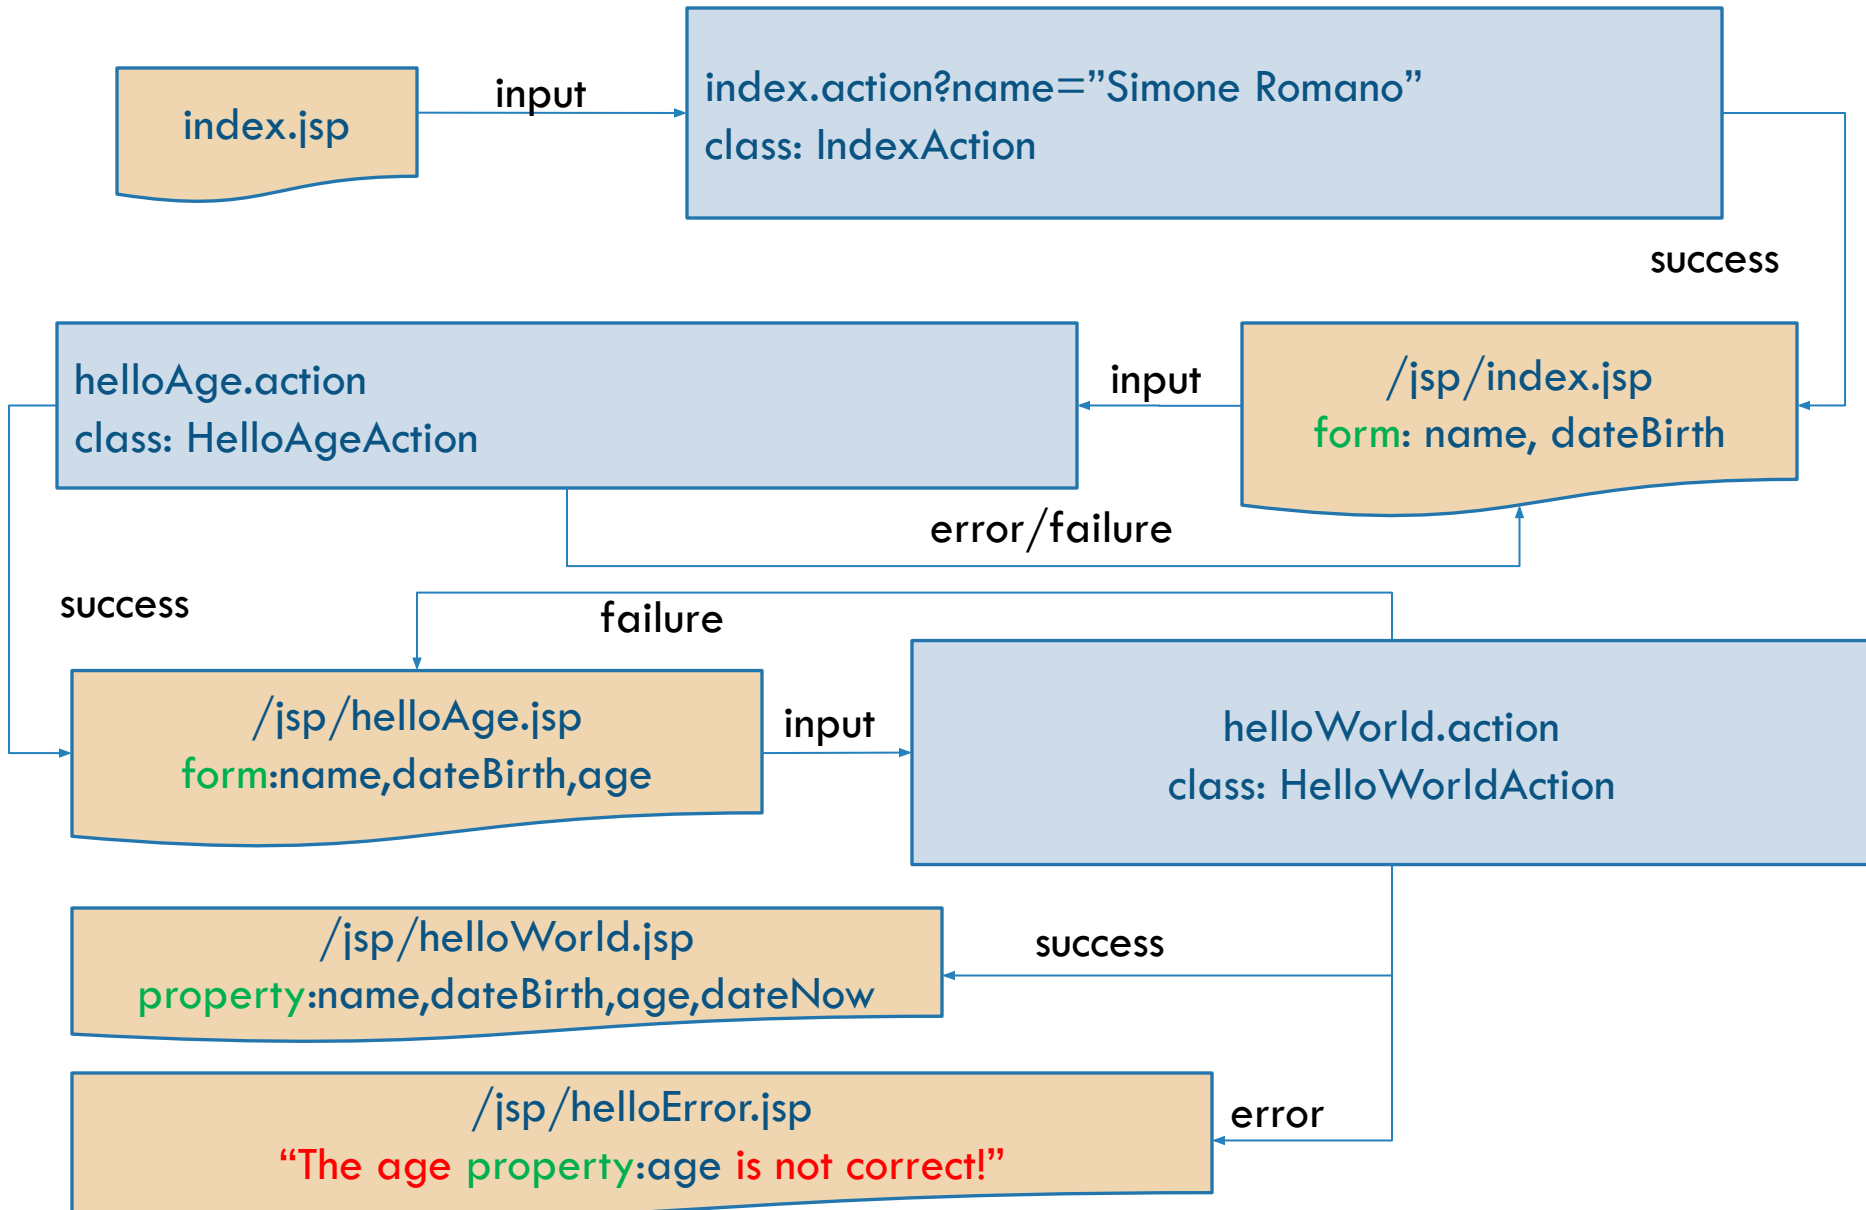 index.jsp
input
index.action?name=”Simone Romano”
class: IndexAction
success
helloAge.action
class: HelloAgeAction
input
/jsp/index.jsp
form: name, dateBirth
error/failure
success
failure
/jsp/helloAge.jsp
form:name,dateBirth,age
input
helloWorld.action
class: HelloWorldAction
/jsp/helloWorld.jsp
property:name,dateBirth,age,dateNow
success
/jsp/helloError.jsp
“The age property:age is not correct!”
error